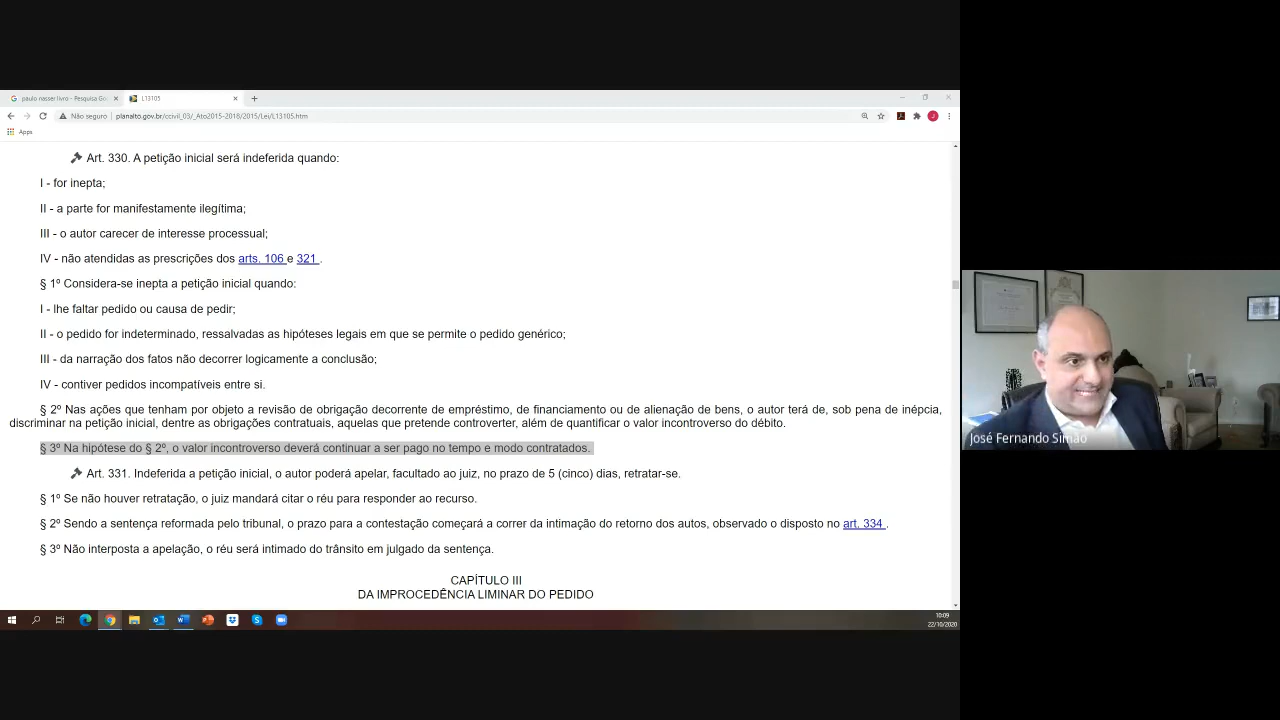 paulo nasser livro - Pesquisa Go
L13105
Não seguro
planalto.gov.br/ccivil_03/_Ato2015-2018/2015/Lei/L13105.htm
Apps
Art. 330. A petição inicial será indeferida quando:
I - for inepta;
II - a parte for manifestamente ilegítima;
III - o autor carecer de interesse processual;
IV - não atendidas as prescrições dos arts. 106 e 321 .
§ 1º Considera-se inepta a petição inicial quando:
I - lhe faltar pedido ou causa de pedir;
II - o pedido for indeterminado, ressalvadas as hipóteses legais em que se permite o pedido genérico;
III - da narração dos fatos não decorrer logicamente a conclusão;
IV - contiver pedidos incompatíveis entre si.
§ 2º Nas ações que tenham por objeto a revisão de obrigação decorrente de empréstimo, de financiamento ou de alienação de bens, o autor terá de, sob pena de inépcia,
discriminar na petição inicial, dentre as obrigações contratuais, aquelas que pretende controverter, além de quantificar o valor incontroverso do débito.
§ 3º Na hipótese do § 2º, o valor incontroverso deverá continuar a ser pago no tempo e modo contratados.
Art. 331. Indeferida a petição inicial, o autor poderá apelar, facultado ao juiz, no prazo de 5 (cinco) dias, retratar-se.
§ 1º Se não houver retratação, o juiz mandará citar o réu para responder ao recurso.
§ 2º Sendo a sentença reformada pelo tribunal, o prazo para a contestação começará a correr da intimação do retorno dos autos, observado o disposto no art. 334 .
§ 3º Não interposta a apelação, o réu será intimado do trânsito em julgado da sentença.
CAPÍTULO III
DA IMPROCEDÊNCIA LIMINAR DO PEDIDO
10:09
22/10/2020
José Fernando Simão